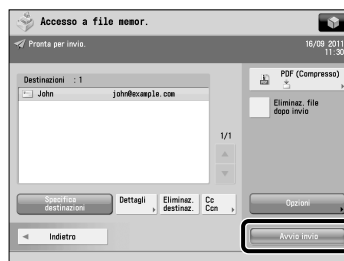 Accesso a file memor.
Pronta per invio.
16/09 2011
11:30
Destinazioni : 1
John john@example.com
1/1
PDF (Compresso)
Eliminaz. file
dopo invio
Specifica
destinazioni
Dettagli
Eliminaz.
destinaz.
Cc
Ccn
Opzioni
Indietro
Avvio invio